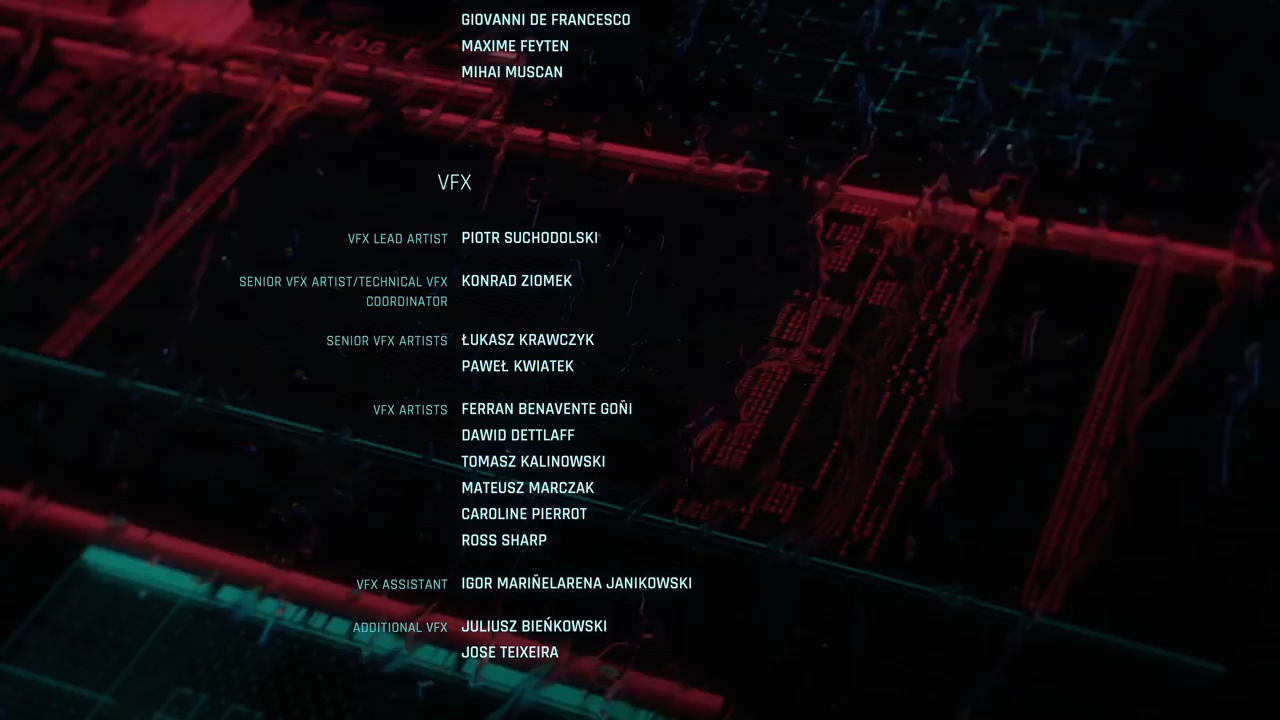 GIOVANNI DE FRANCESCO
MAXIME FEYTEN
MIHAI MUSCAN
VFX
VFX LEAD ARTIST PIOTR SUCHODOLSKI
SENIOR VFX ARTIST/TECHNICAL VFX KONRAD ZIOMEK
COORDINATOR
SENIOR VFX ARTISTS ŁUKASZ KRAWCZYK
PAWEŁ KWIATEK
VFX ARTISTS FERRAN BENAVENTE GOÑI
DAWID DETTLAFF
TOMASZ KALINOWSKI
MATEUSZ MARCZAK
CAROLINE PIERROT
ROSS SHARP
VFX ASSISTANT IGOR MARIÑELARENA JANIKOWSKI
ADDITIONAL VFX JULIUSZ BIEŃKOWSKI
JOSE TEIXEIRA